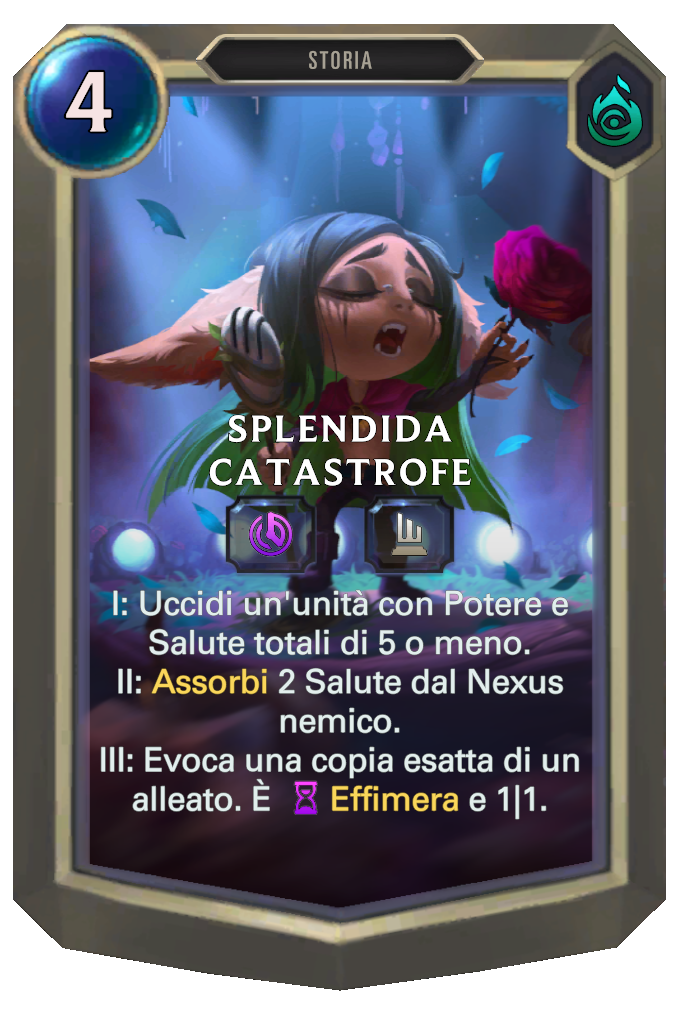 STORIA
4
SPLENDIDA
CATASTROFE
I: Uccidi un'unità con Potere e
Salute totali di 5 o meno.
II: Assorbi 2 Salute dal Nexus
nemico.
III: Evoca una copia esatta di un
alleato. È Effimera e 1|1.